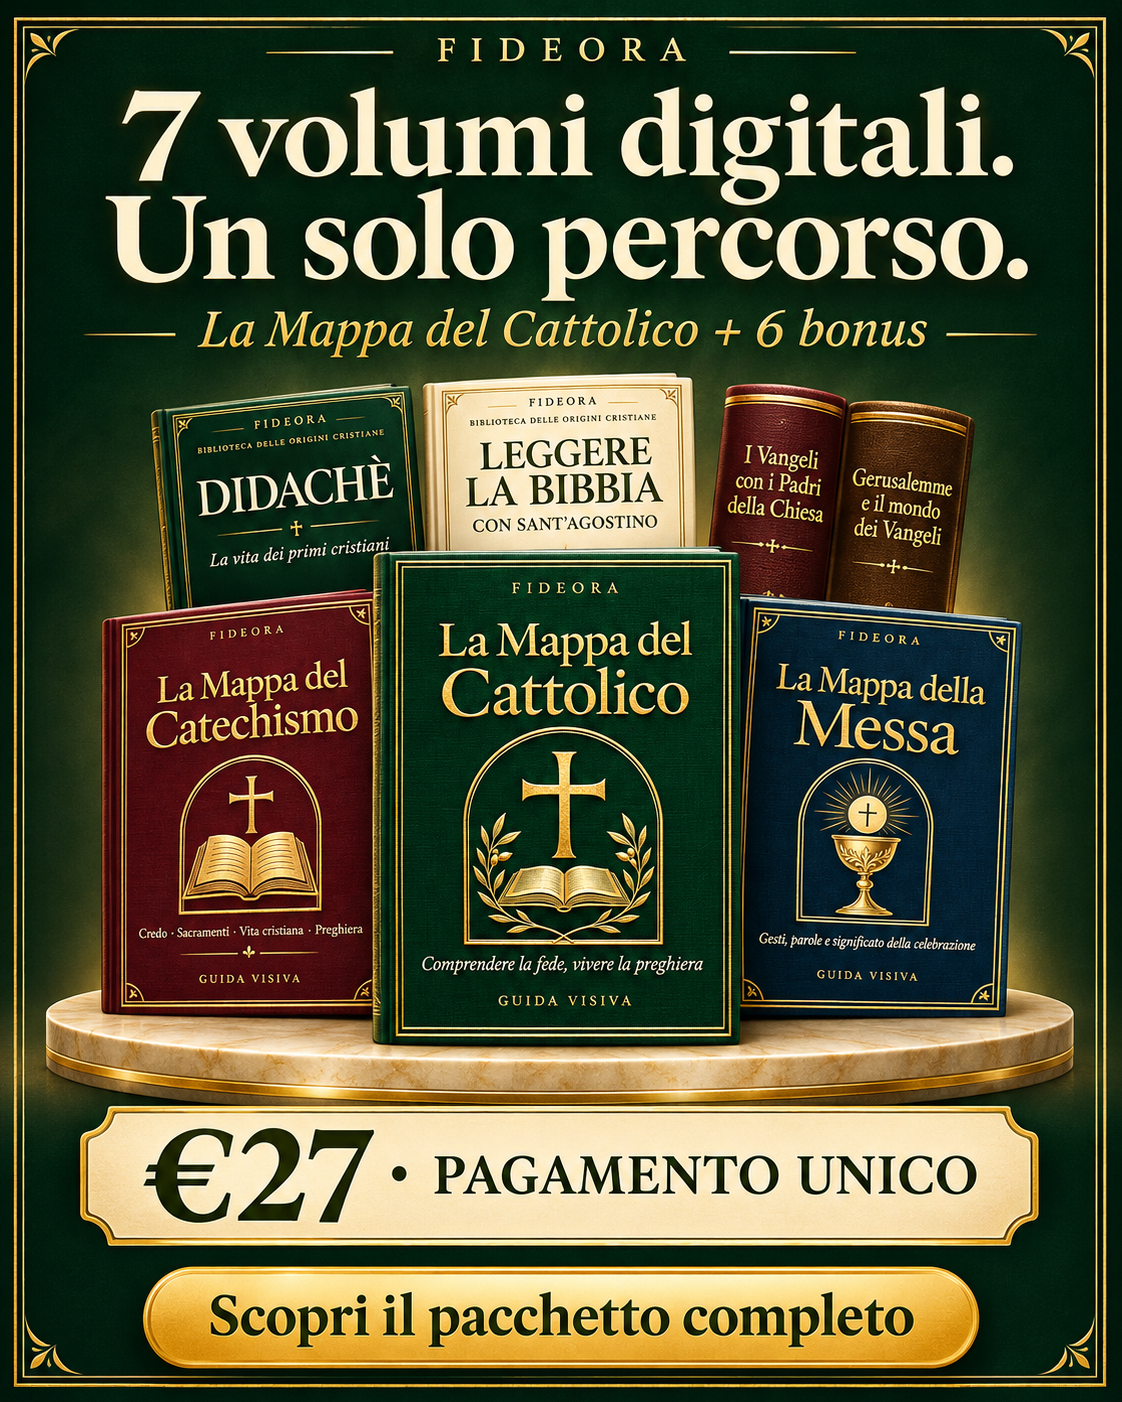 FIDEORA
7 volumi digitali.
Un solo percorso.
La Mappa del Cattolico + 6 bonus
FIDEORA
BIBLIOTECA DELLE ORIGINI CRISTIANE
DIDACHÈ
La vita dei primi cristiani
FIDEORA
BIBLIOTECA DELLE ORIGINI CRISTIANE
LEGGERE
LA BIBBIA
CON SANT'AGOSTINO
I Vangeli
con i Padri
della Chiesa
Gerusalemme
e il mondo
dei Vangeli
FIDEORA
La Mappa del
Catechismo
Credo · Sacramenti · Vita cristiana · Preghiera
GUIDA VISIVA
FIDEORA
La Mappa del
Cattolico
Comprendere la fede, vivere la preghiera
GUIDA VISIVA
FIDEORA
La Mappa della
Messa
Gesti, parole e significato della celebrazione
GUIDA VISIVA
€27 · PAGAMENTO UNICO
Scopri il pacchetto completo